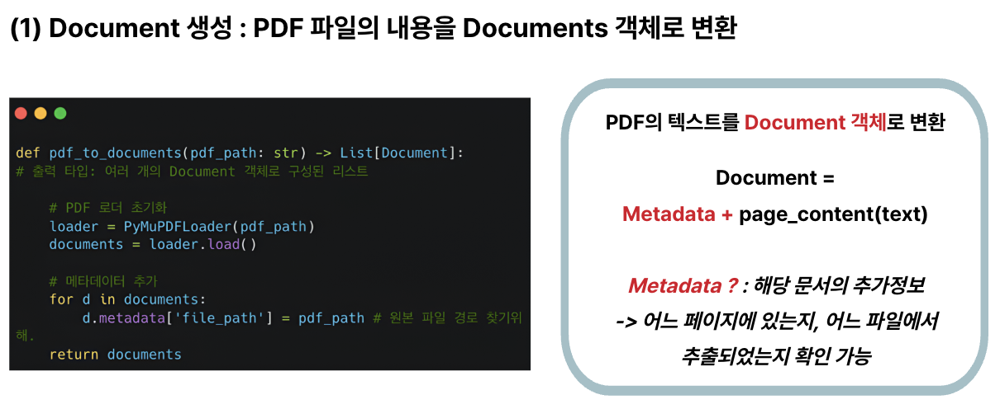 (1) Document 생성 : PDF 파일의 내용을 Documents 객체로 변환
def pdf_to_documents(pdf_path: str) -> List[Document]:
# 출력 타입: 여러 개의 Document 객체로 구성된 리스트
# PDF 로더 초기화
loader = PyMuPDFLoader(pdf_path)
documents = loader.load()
# 메타데이터 추가
for d in documents:
d.metadata['file_path'] = pdf_path # 원본 파일 경로 찾기위
해.
return documents
PDF의 텍스트를 Document 객체로 변환
Document =
Metadata + page_content(text)
Metadata ? : 해당 문서의 추가정보
-> 어느 페이지에 있는지, 어느 파일에서
추출되었는지 확인 가능